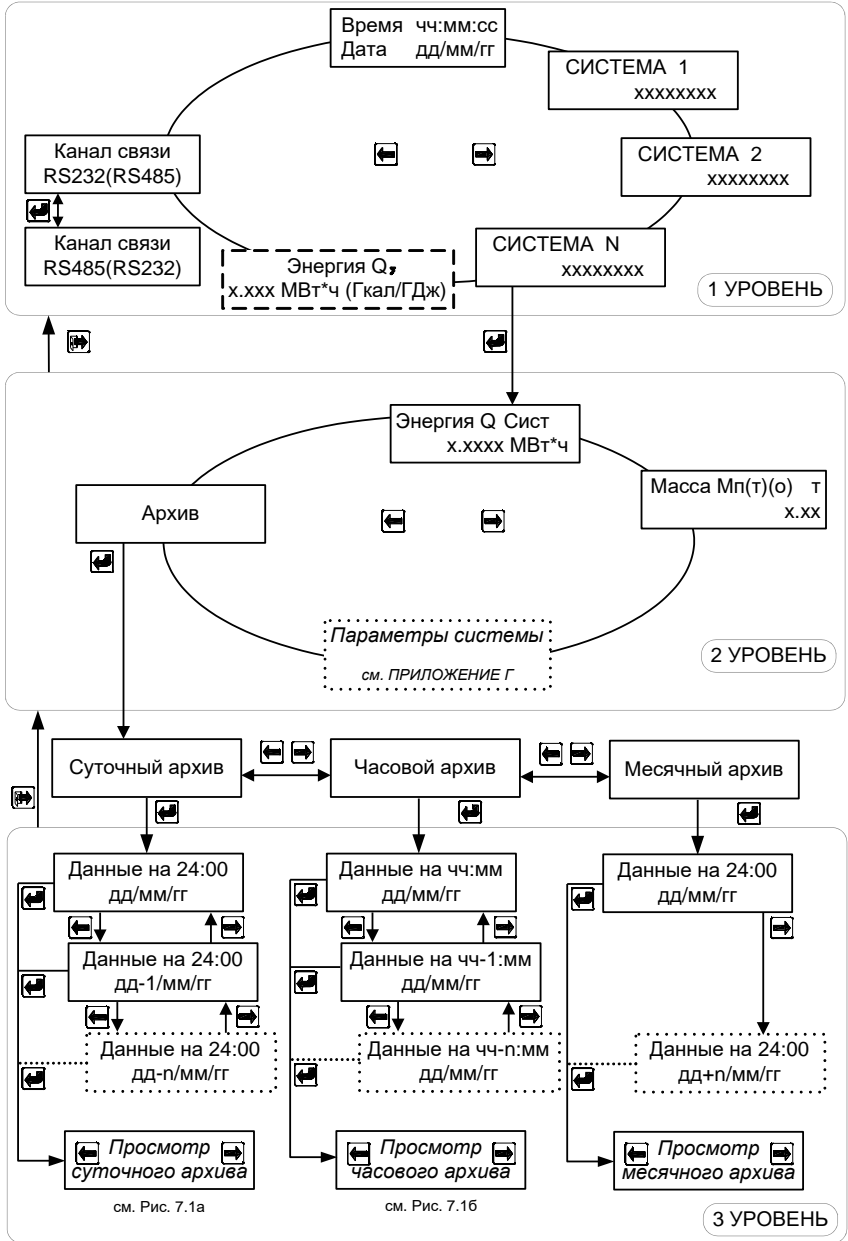 Время чч:мм:сс
Дата дд/мм/гг
СИСТЕМА 1
xxxxxxxx
Канал связи
RS232(RS485)
СИСТЕМА 2
xxxxxxxx
Канал связи
RS485(RS232)
СИСТЕМА N
xxxxxxxx
Энергия Q,
x.xxx МВт*ч (Гкал/ГДж)
1 УРОВЕНЬ
Энергия Q Сист
x.xxxx МВт*ч
Масса Мп(т)(о) т
x.xx
Архив
Параметры системы
см. ПРИЛОЖЕНИЕ Г
2 УРОВЕНЬ
Суточный архив
Часовой архив
Месячный архив
Данные на 24:00
дд/мм/гг
Данные на чч:мм
дд/мм/гг
Данные на 24:00
дд/мм/гг
Данные на 24:00
дд-1/мм/гг
Данные на чч-1:мм
дд/мм/гг
Данные на 24:00
дд-n/мм/гг
Данные на чч-n:мм
дд/мм/гг
Данные на 24:00
дд+n/мм/гг
Просмотр
суточного архива
Просмотр
часового архива
Просмотр
месячного архива
см. Рис. 7.1а
см. Рис. 7.1б
3 УРОВЕНЬ